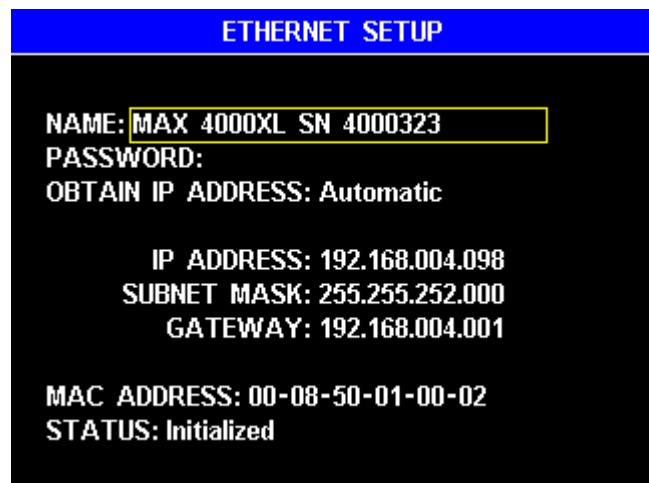 ETHERNET SETUP
NAME: MAX 4000XL SN 4000323
PASSWORD:
OBTAIN IP ADDRESS: Automatic
IP ADDRESS: 192.168.004.098
SUBNET MASK: 255.255.252.000
GATEWAY: 192.168.004.001
MAC ADDRESS: 00-08-50-01-00-02
STATUS: Initialized